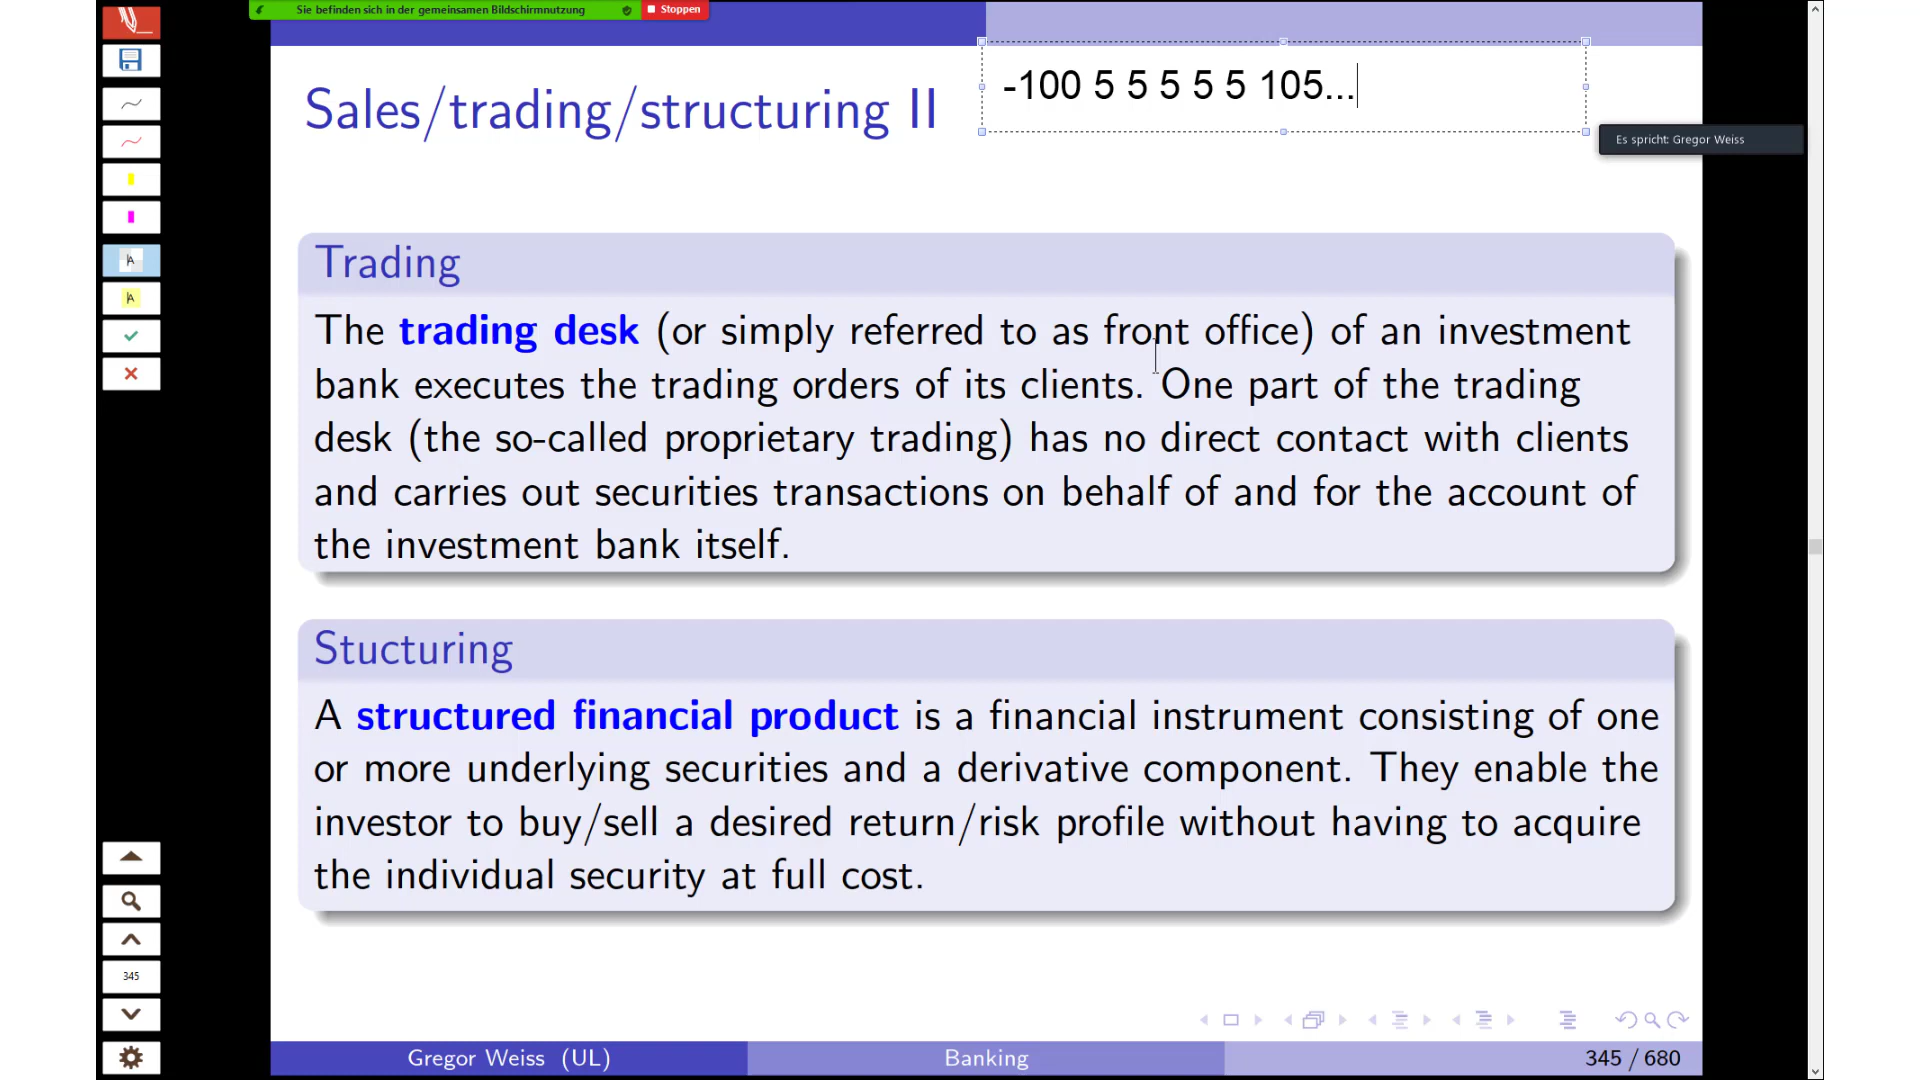 Sie befinden sich in der gemeinsamen Bildschirmnutzung
Stoppen
-100 5 5 5 5 5 105...
Sales/trading/structuring II
Es spricht: Gregor Weiss
Trading
The trading desk (or simply referred to as front office) of an investment
bank executes the trading orders of its clients. One part of the trading
desk (the so-called proprietary trading) has no direct contact with clients
and carries out securities transactions on behalf of and for the account of
the investment bank itself.
Stucturing
A structured financial product is a financial instrument consisting of one
or more underlying securities and a derivative component. They enable the
investor to buy/sell a desired return/risk profile without having to acquire
the individual security at full cost.
A
A
345
Gregor Weiss (UL)
Banking
345 / 680